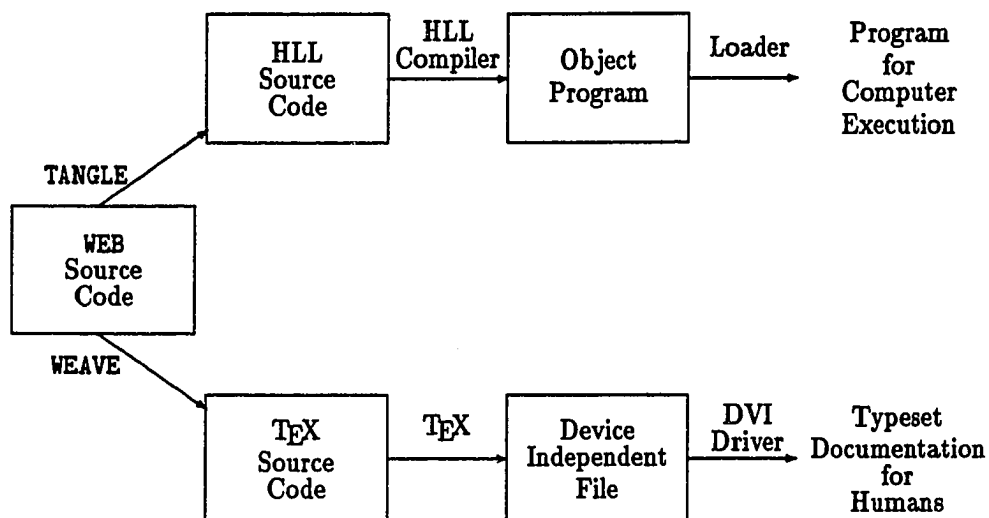 HLL
Source
Code
HLL
Compiler
Object
Program
Loader
Program
for
Computer
Execution
TANGLE
WEB
Source
Code
WEAVE
TEX
Source
Code
TEX
Device
Independent
File
DVI
Driver
Typeset
Documentation
for
Humans